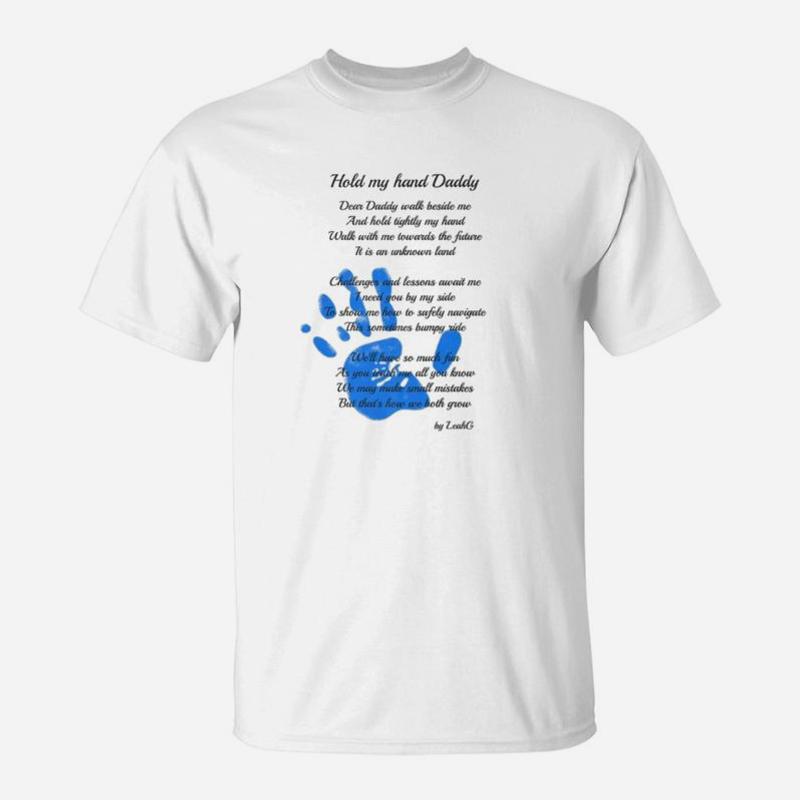 Hold my hand Daddy
Dear Daddy walk beside me
And hold tightly my hand
Walk with me towards the future
It is an unknown land
Challenges and lessons await me
I need you by my side
To show me how to safely navigate
This sometimes bumpy ride
We'll have so much fun
As you teach me all you know
We may make small mistakes
But that's how we both grow
by LeahG